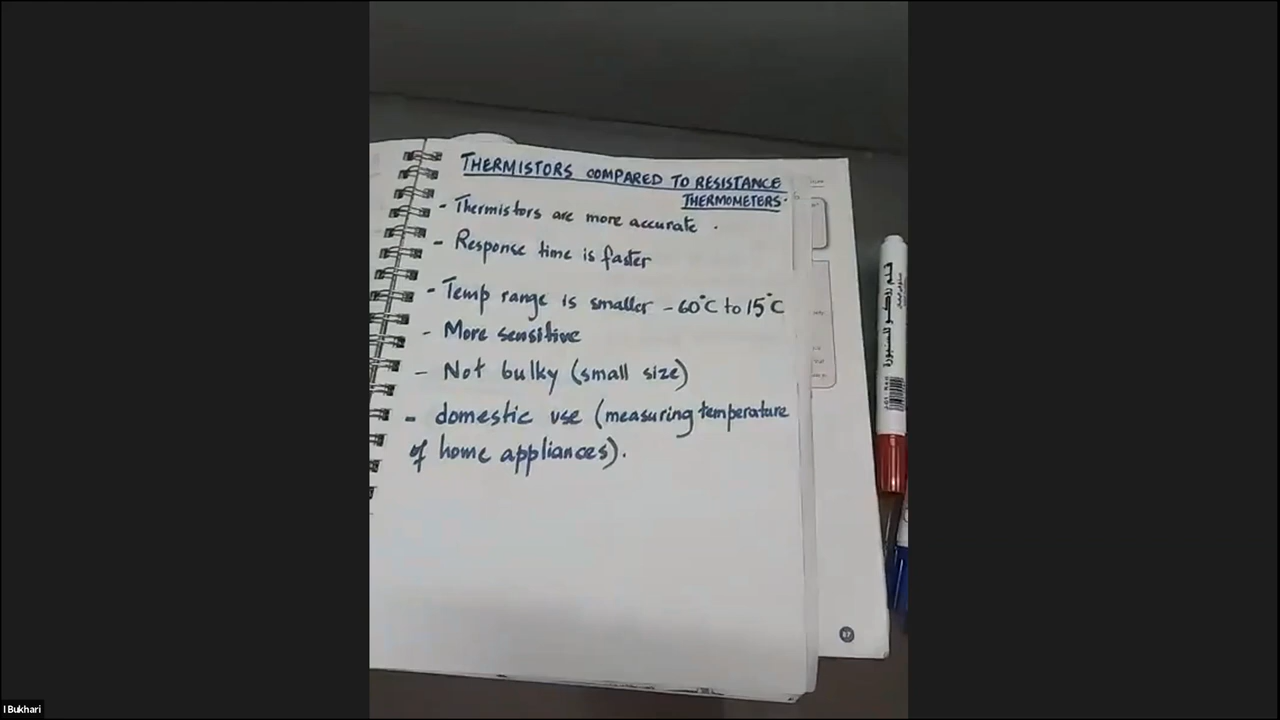 THERMISTORS COMPARED TO RESISTANCE
THERMOMETERS.
- Thermistors are more accurate .
- Response time is faster
- Temp range is smaller -60°C to 15°C
- More sensitive
- Not bulky (small size)
- domestic use (measuring temperature
of home appliances).
37
I Bukhari